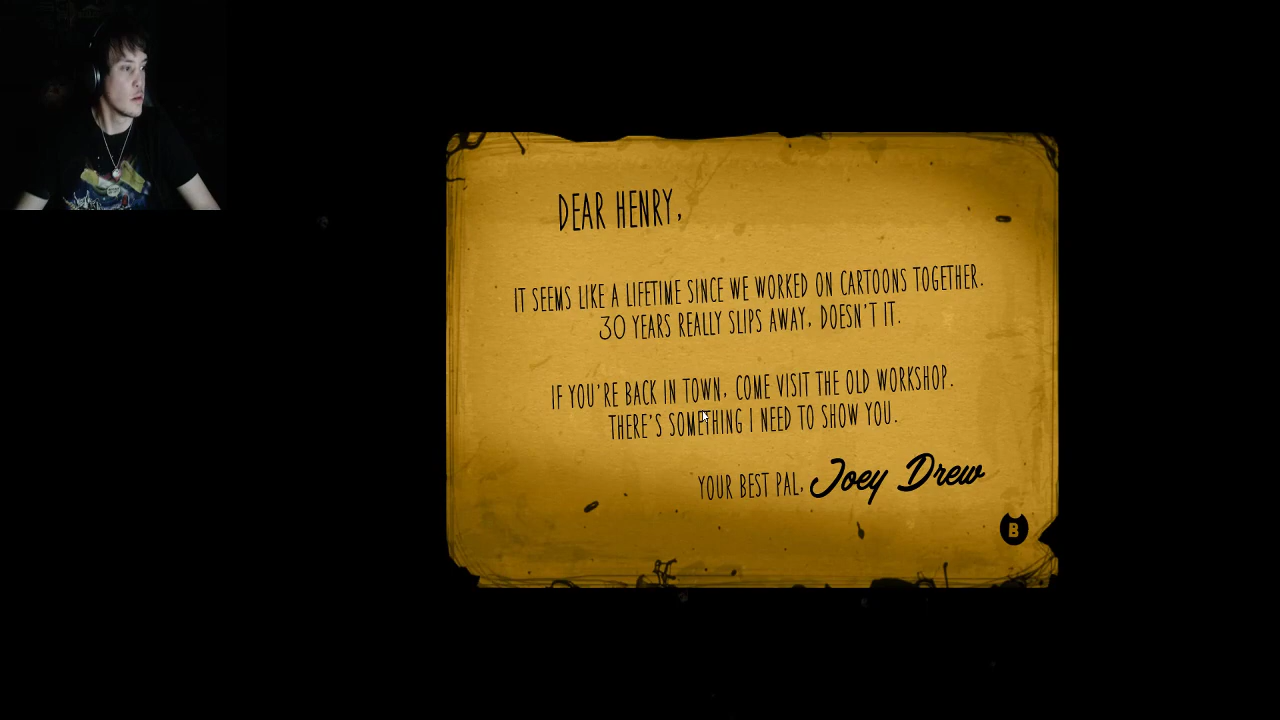 DEAR HENRY,
IT SEEMS LIKE A LIFETIME SINCE WE WORKED ON CARTOONS TOGETHER.
30 YEARS REALLY SLIPS AWAY, DOESN'T IT.
IF YOU'RE BACK IN TOWN, COME VISIT THE OLD WORKSHOP.
THERE'S SOMETHING I NEED TO SHOW YOU.
YOUR BEST PAL, Joey Drew
B